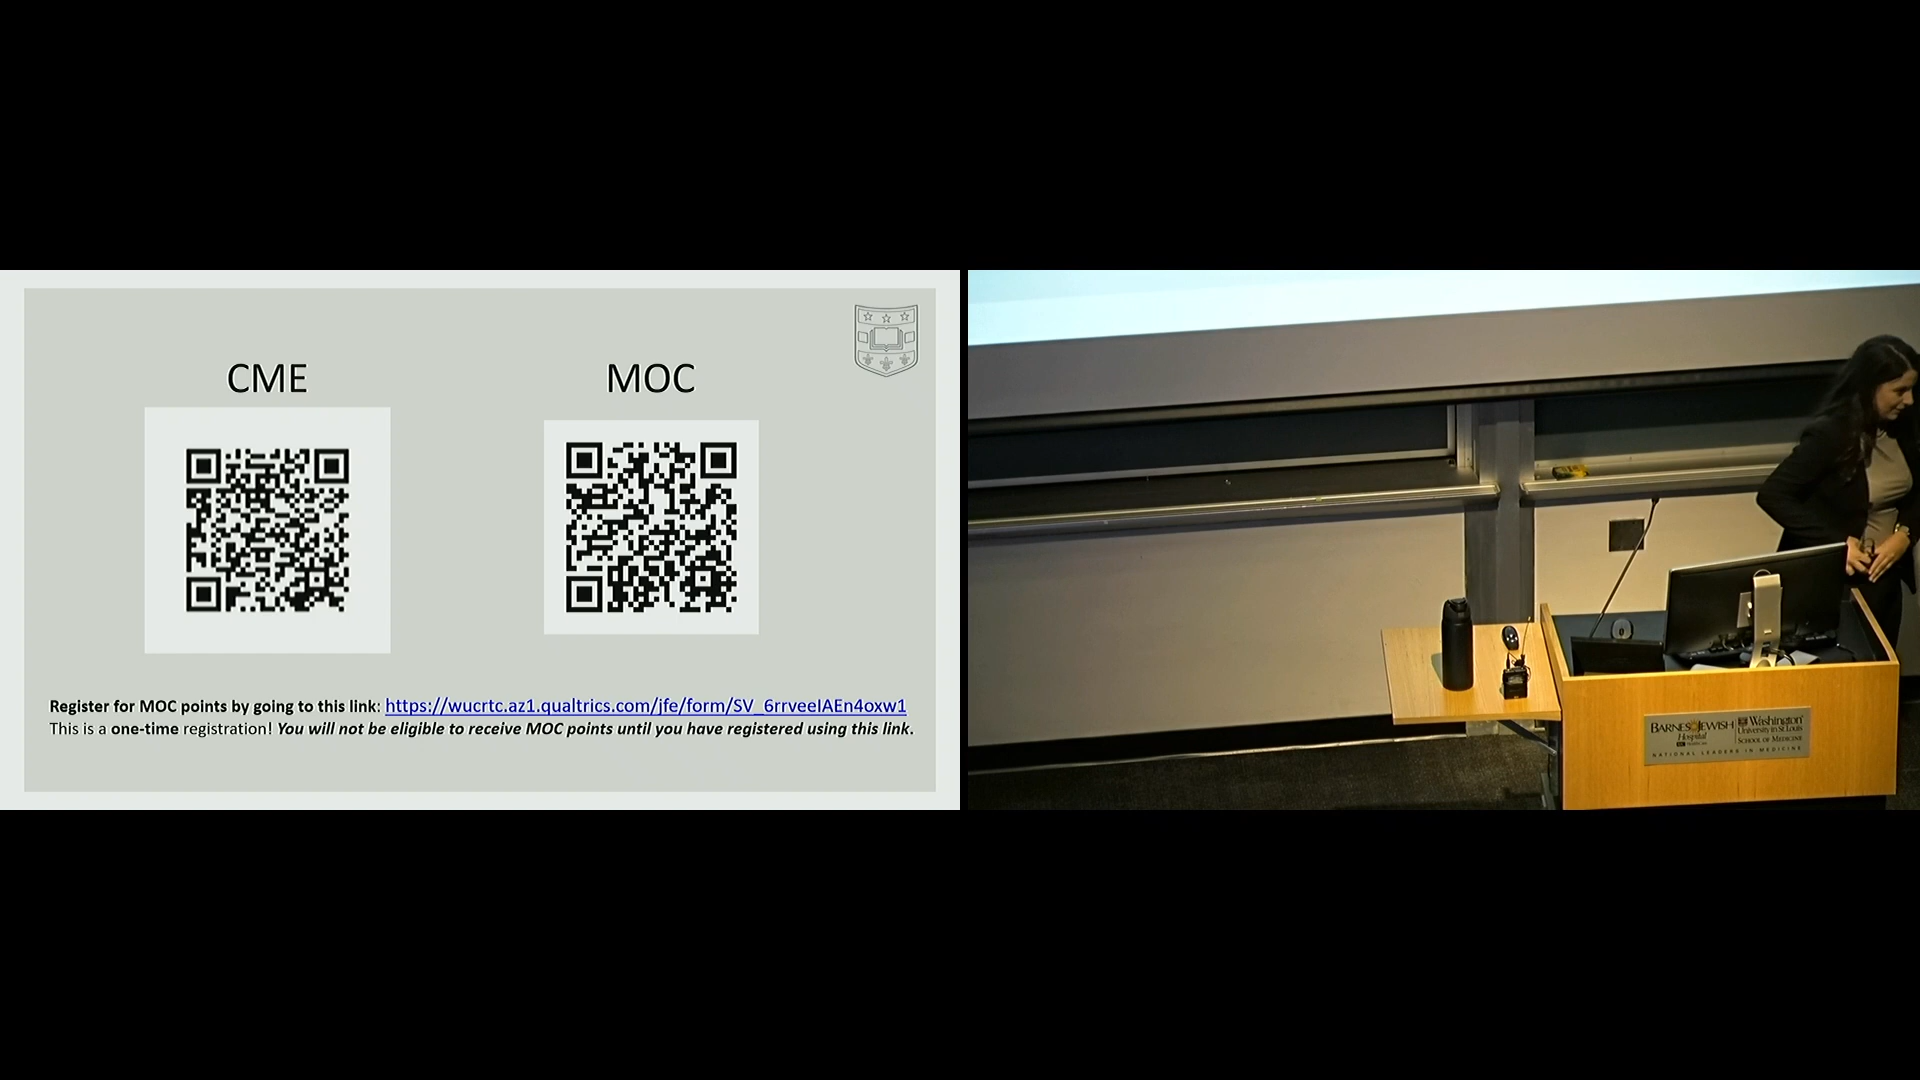 CME
MOC
Register for MOC points by going to this link: https://wucrtc.az1.qualtrics.com/jfe/form/SV_6rrveeIAEn4oxw1
This is a one-time registration! You will not be eligible to receive MOC points until you have registered using this link.
BARNES JEWISH
Hospital
Washington
University in St. Louis
SCHOOL OF MEDICINE
NATIONAL LEADERS IN MEDICINE